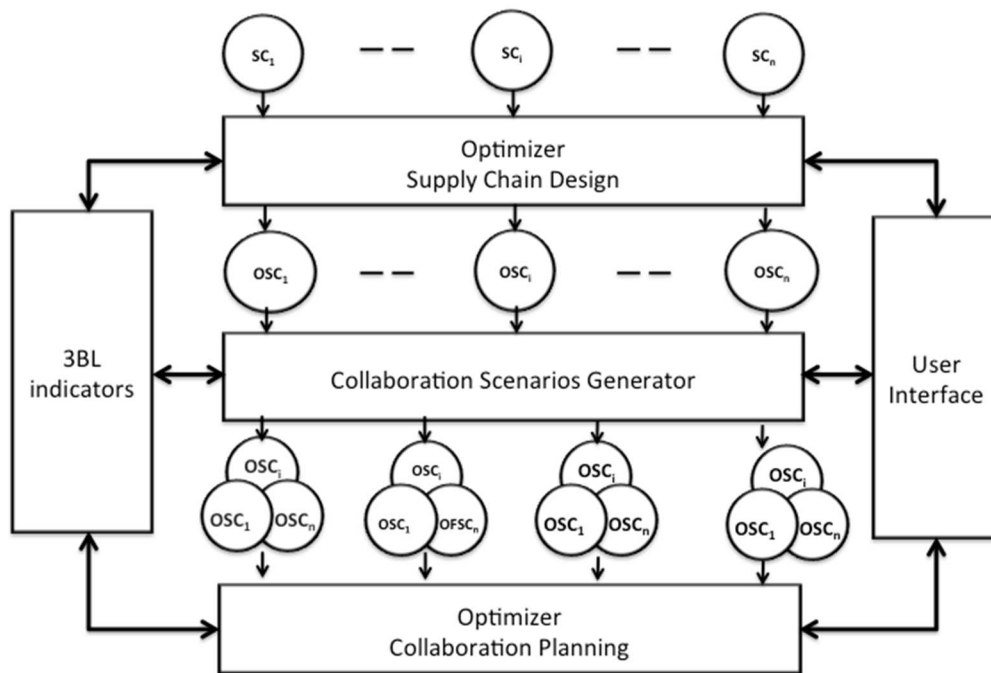 SC₁
SCᵢ
SCₙ
Optimizer
Supply Chain Design
OSC₁
OSCᵢ
OSCₙ
3BL
indicators
Collaboration Scenarios Generator
User
Interface
OSCᵢ
OSC₁
OSCₙ
OSCᵢ
OSC₁
OFSCₙ
OSCᵢ
OSC₁
OSCₙ
OSCᵢ
OSC₁
OSCₙ
Optimizer
Collaboration Planning